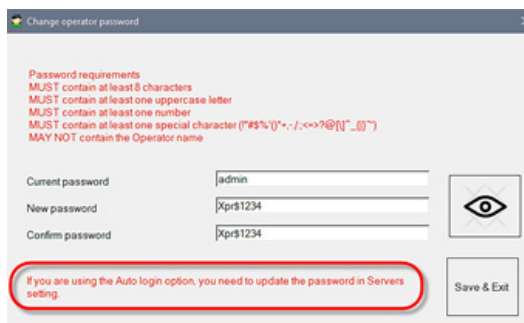 Change operator password
Password requirements
MUST contain at least 8 characters
MUST contain at least one uppercase letter
MUST contain at least one number
MUST contain at least one special character (!"#$%'()*+,-./:;<=>?@[\]^_{|}`~)
MAY NOT contain the Operator name
Current password
admin
New password
Xpr$1234
Confirm password
Xpr$1234
If you are using the Auto login option, you need to update the password in Servers
setting.
Save & Exit